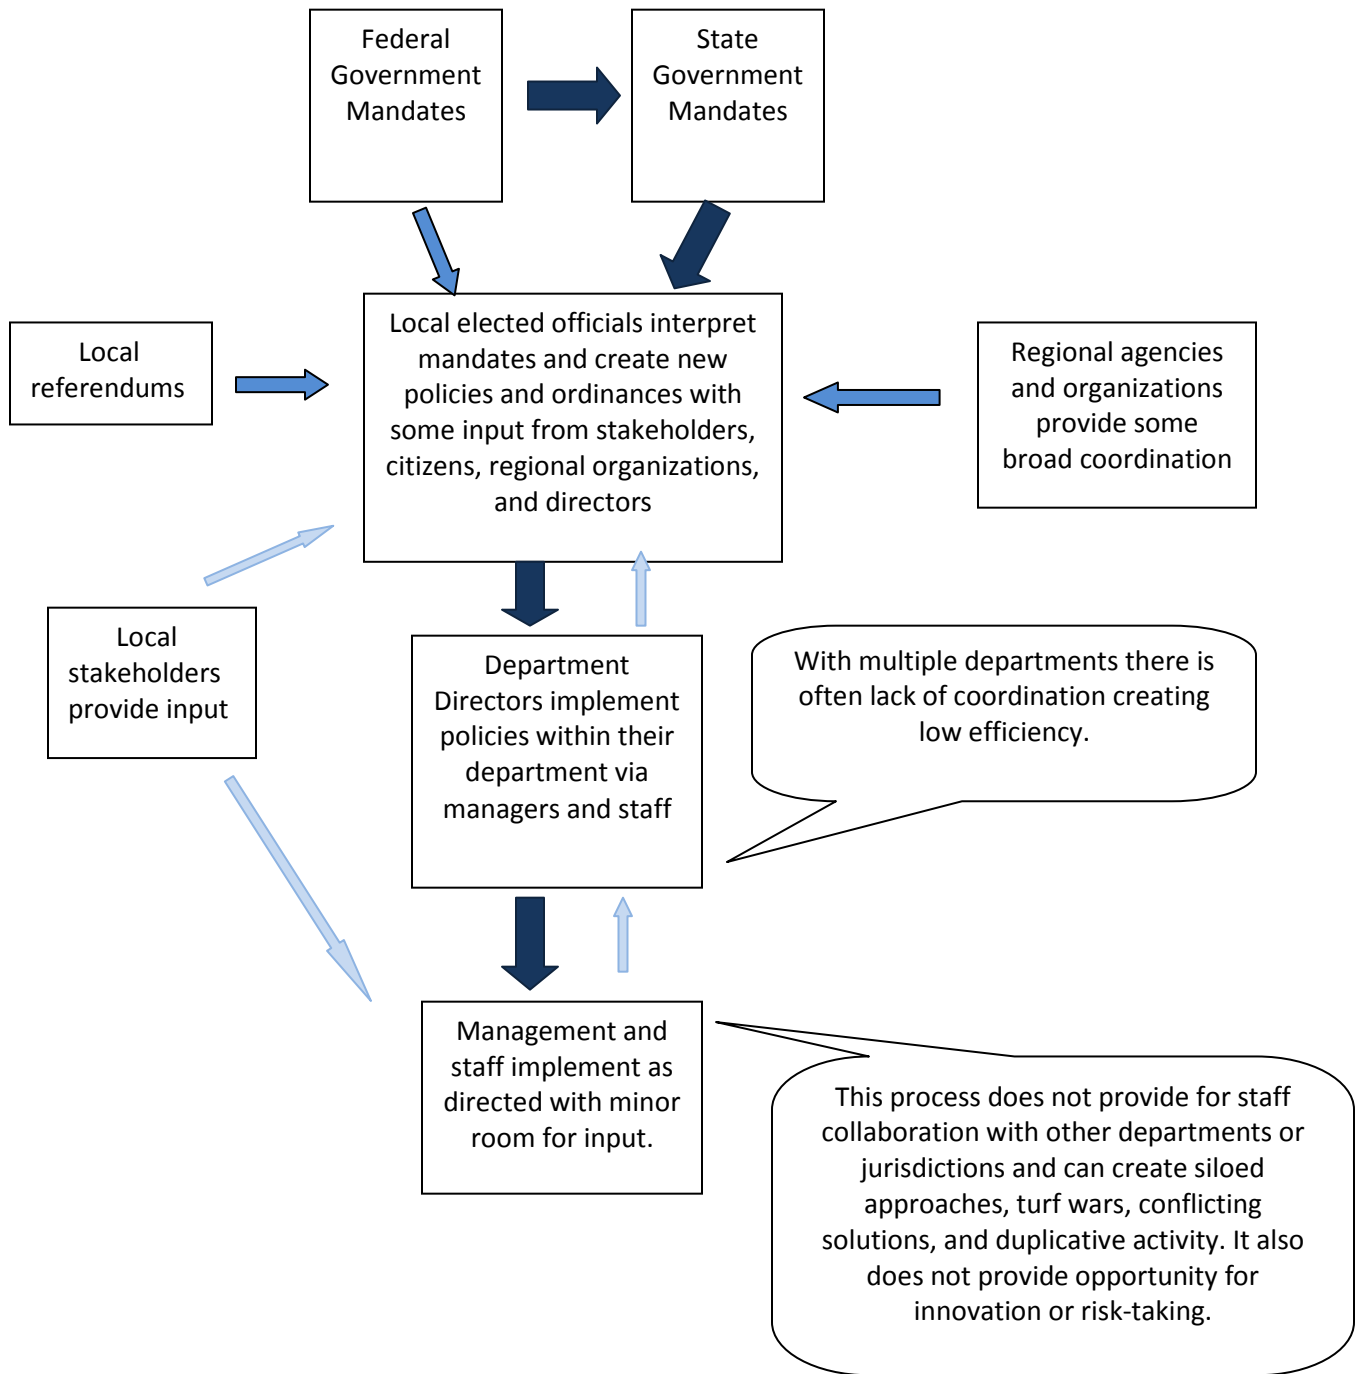 Federal
Government
Mandates
State
Government
Mandates
Local elected officials interpret
mandates and create new
policies and ordinances with
some input from stakeholders,
citizens, regional organizations,
and directors
Local
referendums
Regional agencies
and organizations
provide some
broad coordination
Local
stakeholders
provide input
Department
Directors implement
policies within their
department via
managers and staff
With multiple departments there is
often lack of coordination creating
low efficiency.
Management and
staff implement as
directed with minor
room for input.
This process does not provide for staff
collaboration with other departments or
jurisdictions and can create siloed
approaches, turf wars, conflicting
solutions, and duplicative activity. It also
does not provide opportunity for
innovation or risk-taking.